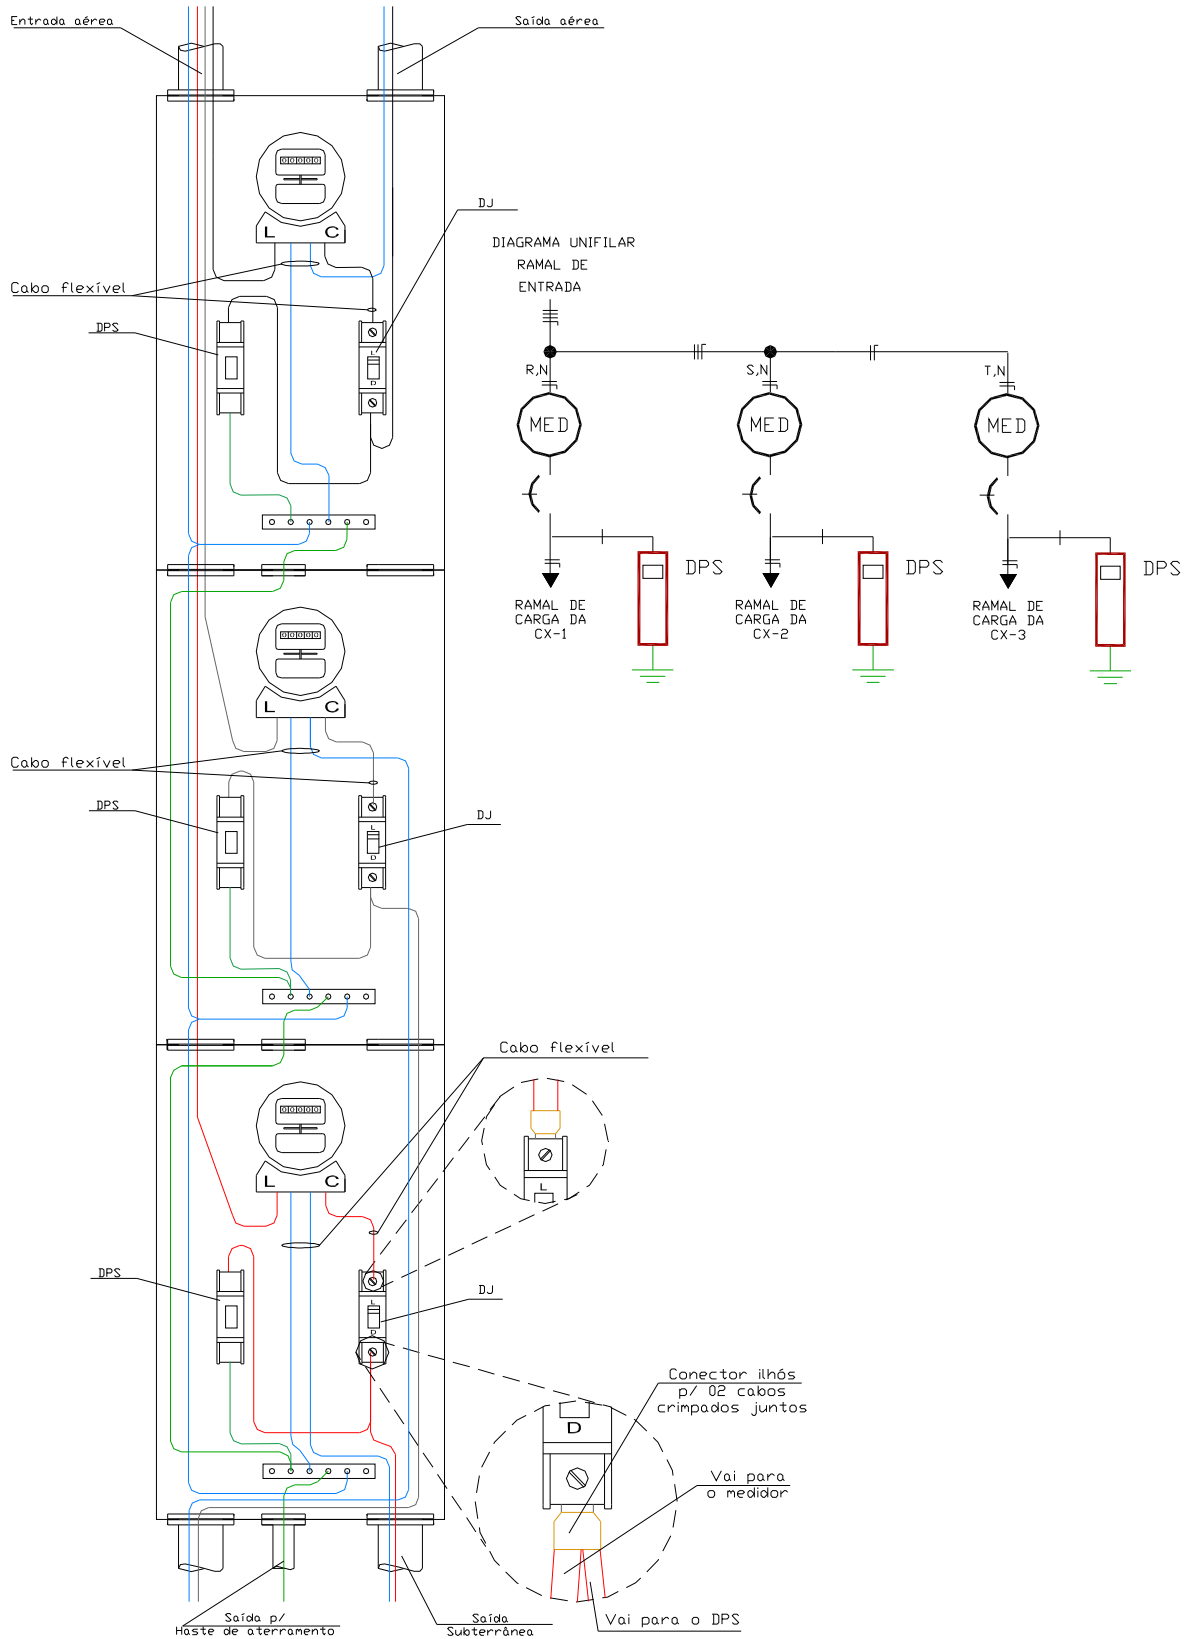 Entrada aérea
Saída aérea
00000
L C
DJ
Cabo flexível
DPS
L
D
DIAGRAMA UNIFILAR
RAMAL DE
ENTRADA
R,N
S,N
T,N
MED
MED
MED
DPS
DPS
DPS
RAMAL DE
CARGA DA
CX-1
RAMAL DE
CARGA DA
CX-2
RAMAL DE
CARGA DA
CX-3
00000
L C
Cabo flexível
DPS
DJ
L
D
Cabo flexível
00000
L C
L
DPS
DJ
L
D
Conector ilhós
p/ 02 cabos
crimpados juntos
D
Vai para
o medidor
Vai para o DPS
Saída p/
Haste de aterramento
Saída
Subterrânea